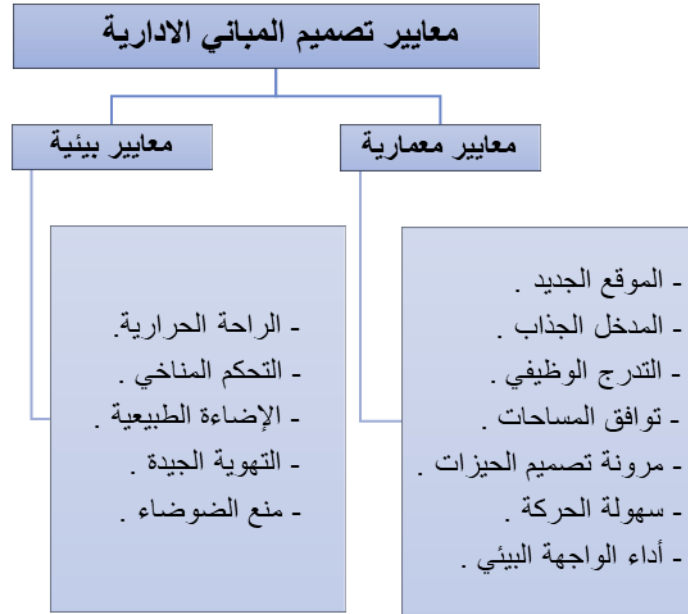 معايير تصميم المباني الادارية
معايير معمارية
معايير بيئية
- الموقع الجديد .
- المدخل الجذاب .
- التدرج الوظيفي .
- توافق المساحات .
- مرونة تصميم الحيزات .
- سهولة الحركة .
- أداء الواجهة البيئي .
- الراحة الحرارية.
- التحكم المناخي .
- الإضاءة الطبيعية .
- التهوية الجيدة .
- منع الضوضاء .